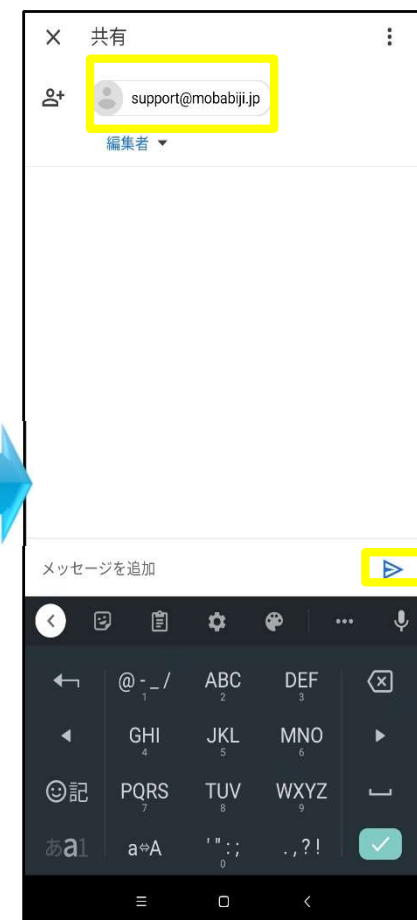 共有
support@mobabiji.jp
編集者
メッセージを追加
@-_/ ABC DEF
1 2 3
GHI JKL MNO
4 5 6
☺記 PQRS TUV WXYZ
7 8 9
あa1 a⇔A '":; .,?!
0